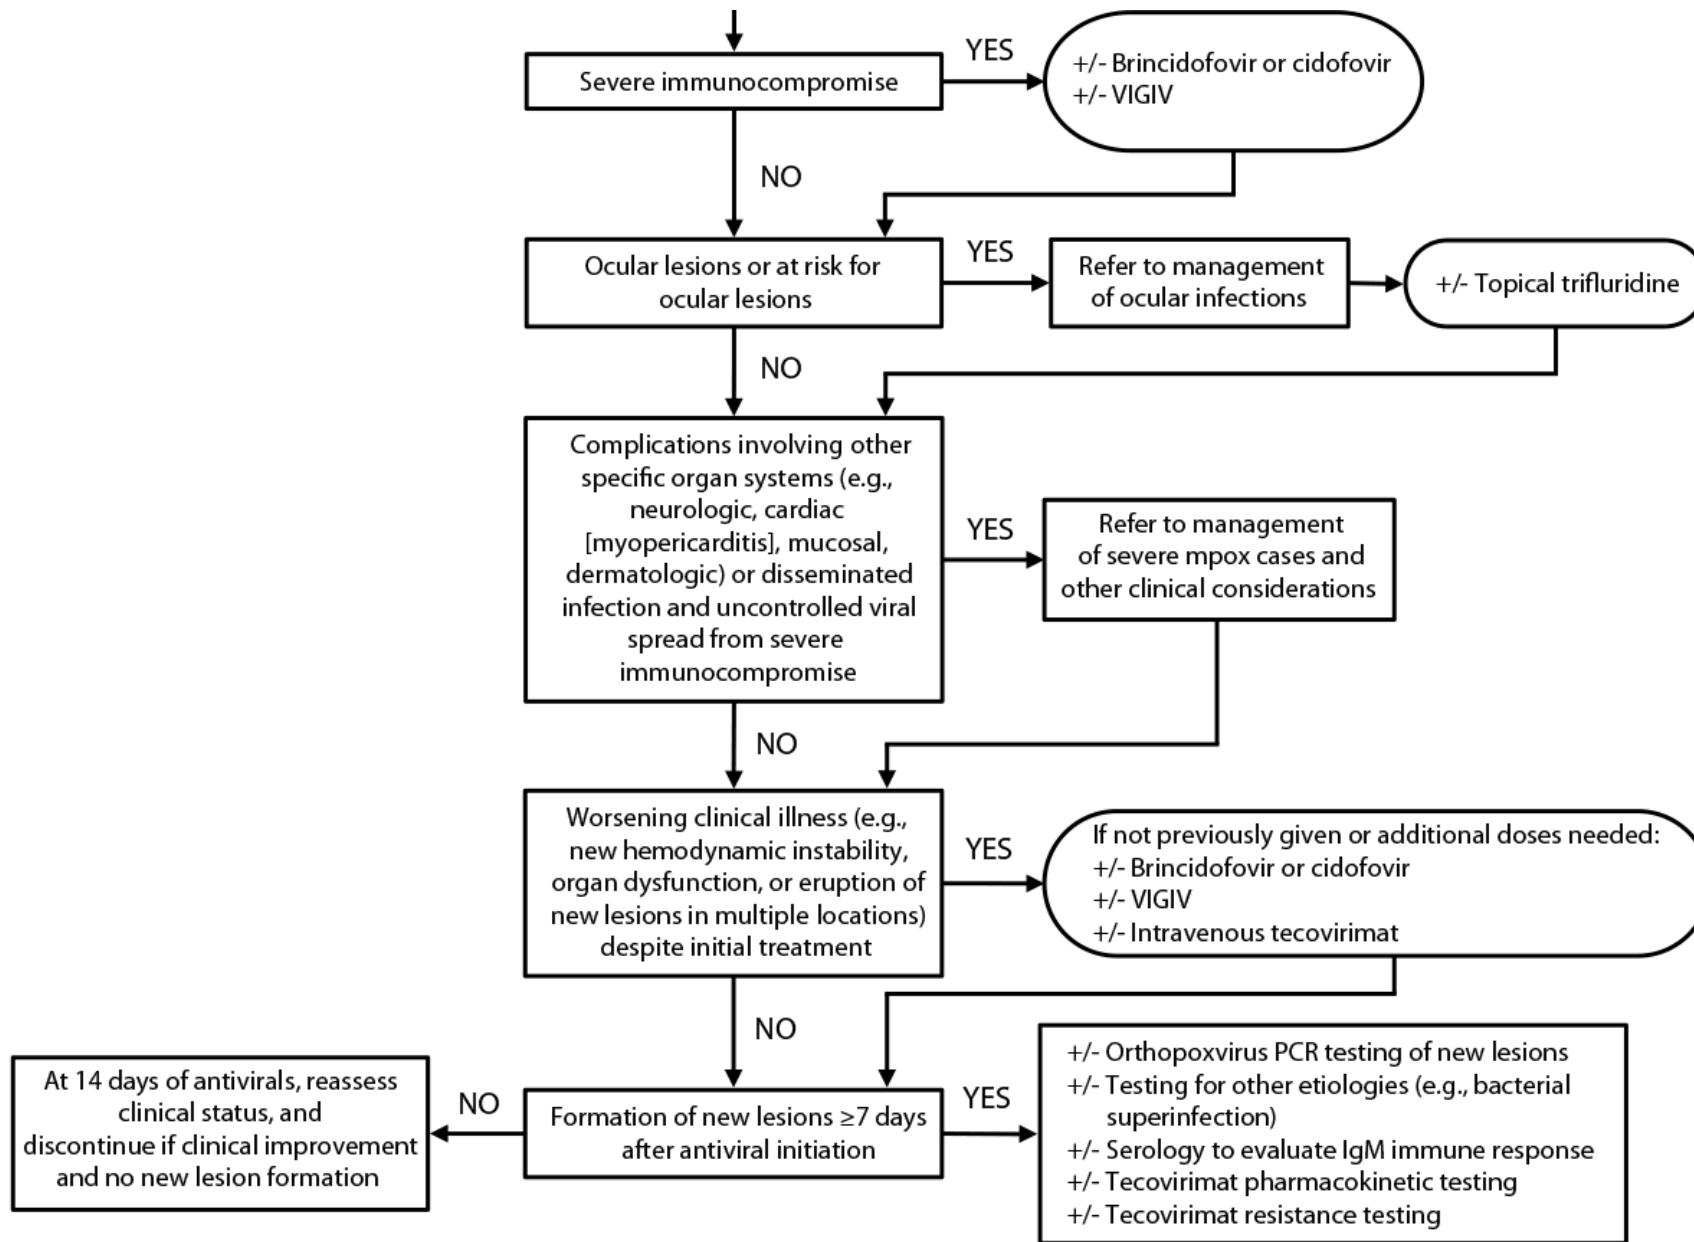 Severe immunocompromise
YES
+/- Brincidofovir or cidofovir
+/- VIGIV
NO
Ocular lesions or at risk for
ocular lesions
YES
Refer to management
of ocular infections
+/- Topical trifluridine
NO
Complications involving other
specific organ systems (e.g.,
neurologic, cardiac
[myopericarditis], mucosal,
dermatologic) or disseminated
infection and uncontrolled viral
spread from severe
immunocompromise
YES
Refer to management
of severe mpox cases and
other clinical considerations
NO
Worsening clinical illness (e.g.,
new hemodynamic instability,
organ dysfunction, or eruption of
new lesions in multiple locations)
despite initial treatment
YES
If not previously given or additional doses needed:
+/- Brincidofovir or cidofovir
+/- VIGIV
+/- Intravenous tecovirimat
NO
Formation of new lesions ≥7 days
after antiviral initiation
NO
At 14 days of antivirals, reassess
clinical status, and
discontinue if clinical improvement
and no new lesion formation
YES
+/- Orthopoxvirus PCR testing of new lesions
+/- Testing for other etiologies (e.g., bacterial
superinfection)
+/- Serology to evaluate IgM immune response
+/- Tecovirimat pharmacokinetic testing
+/- Tecovirimat resistance testing